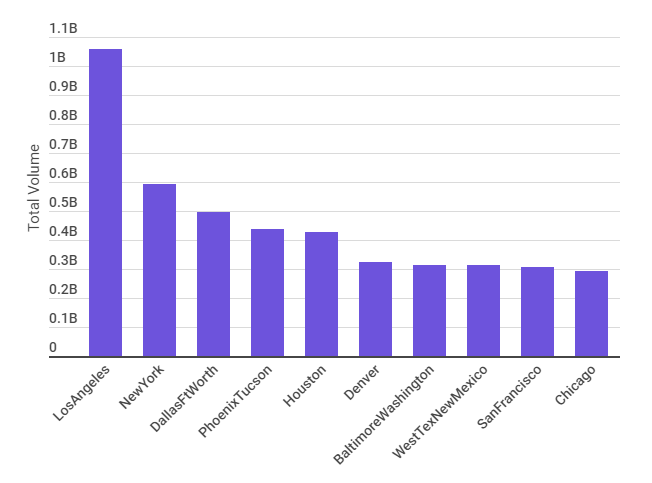 Total Volume
1.1B
1B
0.9B
0.8B
0.7B
0.6B
0.5B
0.4B
0.3B
0.2B
0.1B
0
LosAngeles
NewYork
DallasFtWorth
PhoenixTucson
Houston
Denver
BaltimoreWashington
WestTexNewMexico
SanFrancisco
Chicago